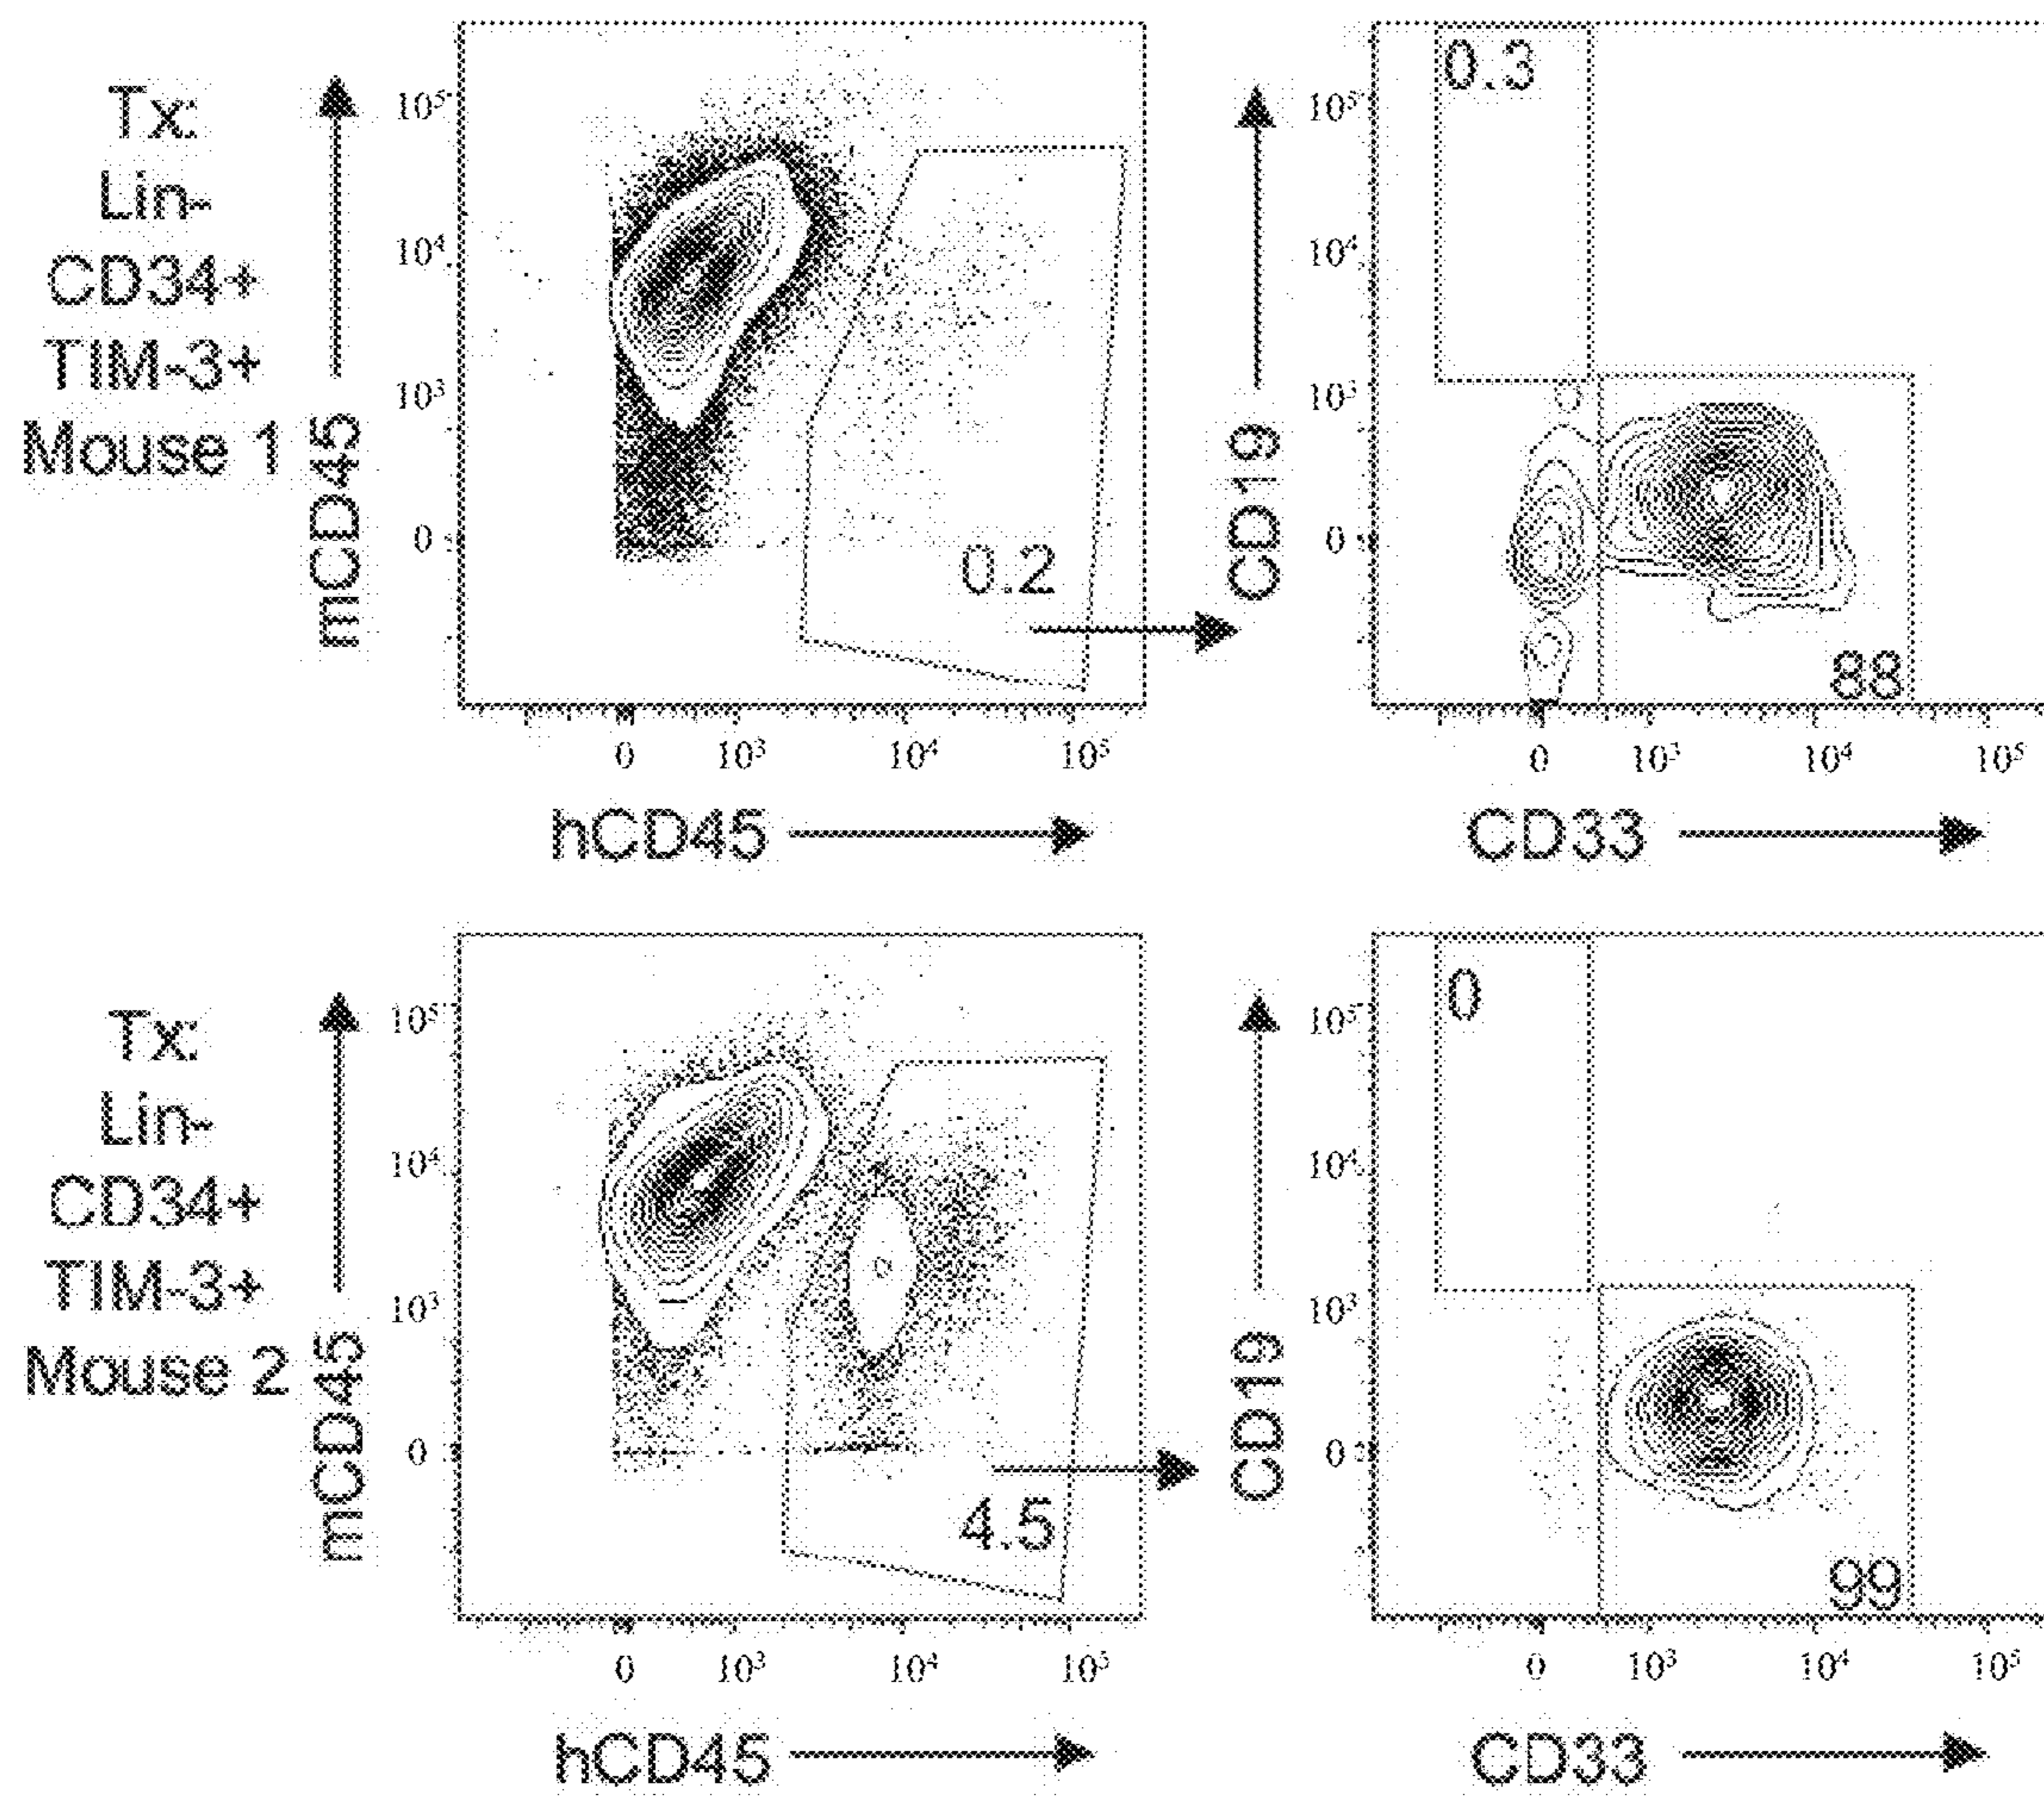 Tx:
Lin-
CD34+
TIM-3+
Mouse 1
mCD45
10⁵
10⁴
10³
0
0.2
0
10³
10⁴
10⁵
hCD45
CD19
10⁵
10⁴
10³
0
0.3
88
0
10³
10⁴
10⁵
CD33
Tx:
Lin-
CD34+
TIM-3+
Mouse 2
mCD45
10⁵
10⁴
10³
0
4.5
0
10³
10⁴
10⁵
hCD45
CD19
10⁵
10⁴
10³
0
0
99
0
10³
10⁴
10⁵
CD33